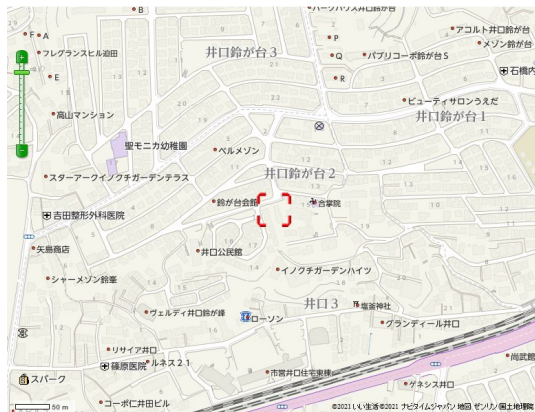 B
パークハウス井口鈴が台
F
A
フレグランスヒル迫田
E
井口鈴が台3
P
Q
パブリコーポ鈴が台S
R
アコルト井口鈴が台
メゾン鈴が台
石橋内
高山マンション
ビューティサロンうえだ
井口鈴が台1
聖モニカ幼稚園
ベルメゾン
井口鈴が台2
スターアークイノクチガーデンテラス
鈴が台会館
合掌院
吉田整形外科医院
矢島商店
井口公民館
シャーメゾン鈴峯
イノクチガーデンハイツ
井口3
塩釜神社
ヴェルディ井口鈴が峰
ローソン
グランディール井口
リサイア井口
篠原医院
ルネス21
市営井口住宅東棟
尚武館
スパーク
ゲネシス井口
コーポ仁井田ビル
50 m
©2021 いい生活 ©2021 ナビタイムジャパン 地図 ゼンリン/国土地理院